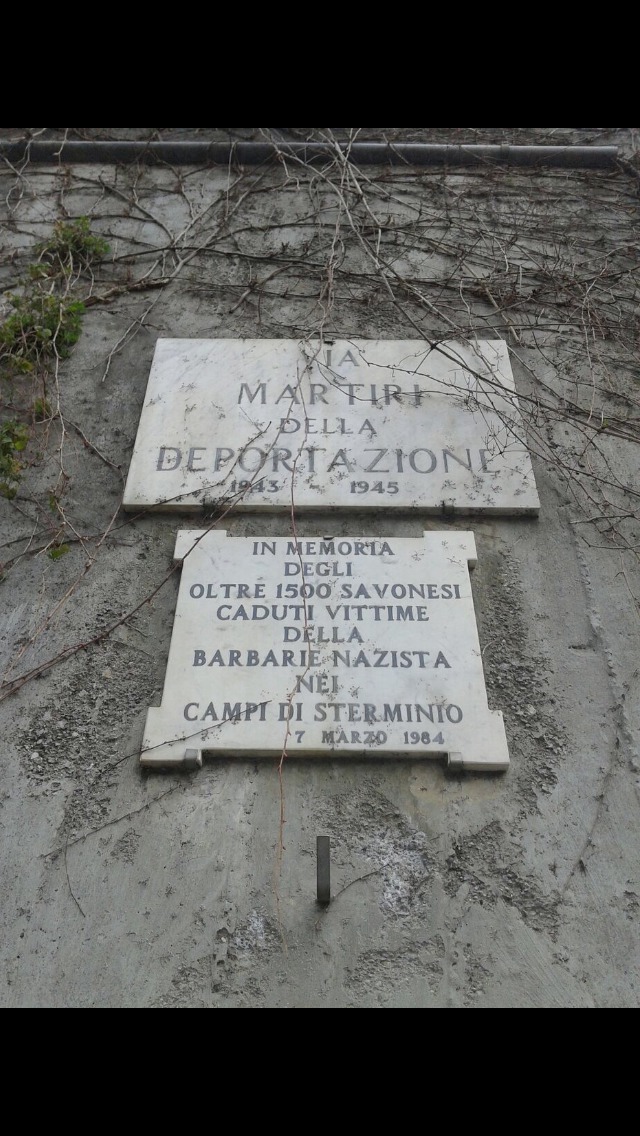 VIA
MARTIRI
DELLA
DEPORTAZIONE
1943 - 1945
IN MEMORIA
DEGLI
OLTRE 1500 SAVONESI
CADUTI VITTIME
DELLA
BARBARIE NAZISTA
NEI
CAMPI DI STERMINIO
7 MARZO 1984